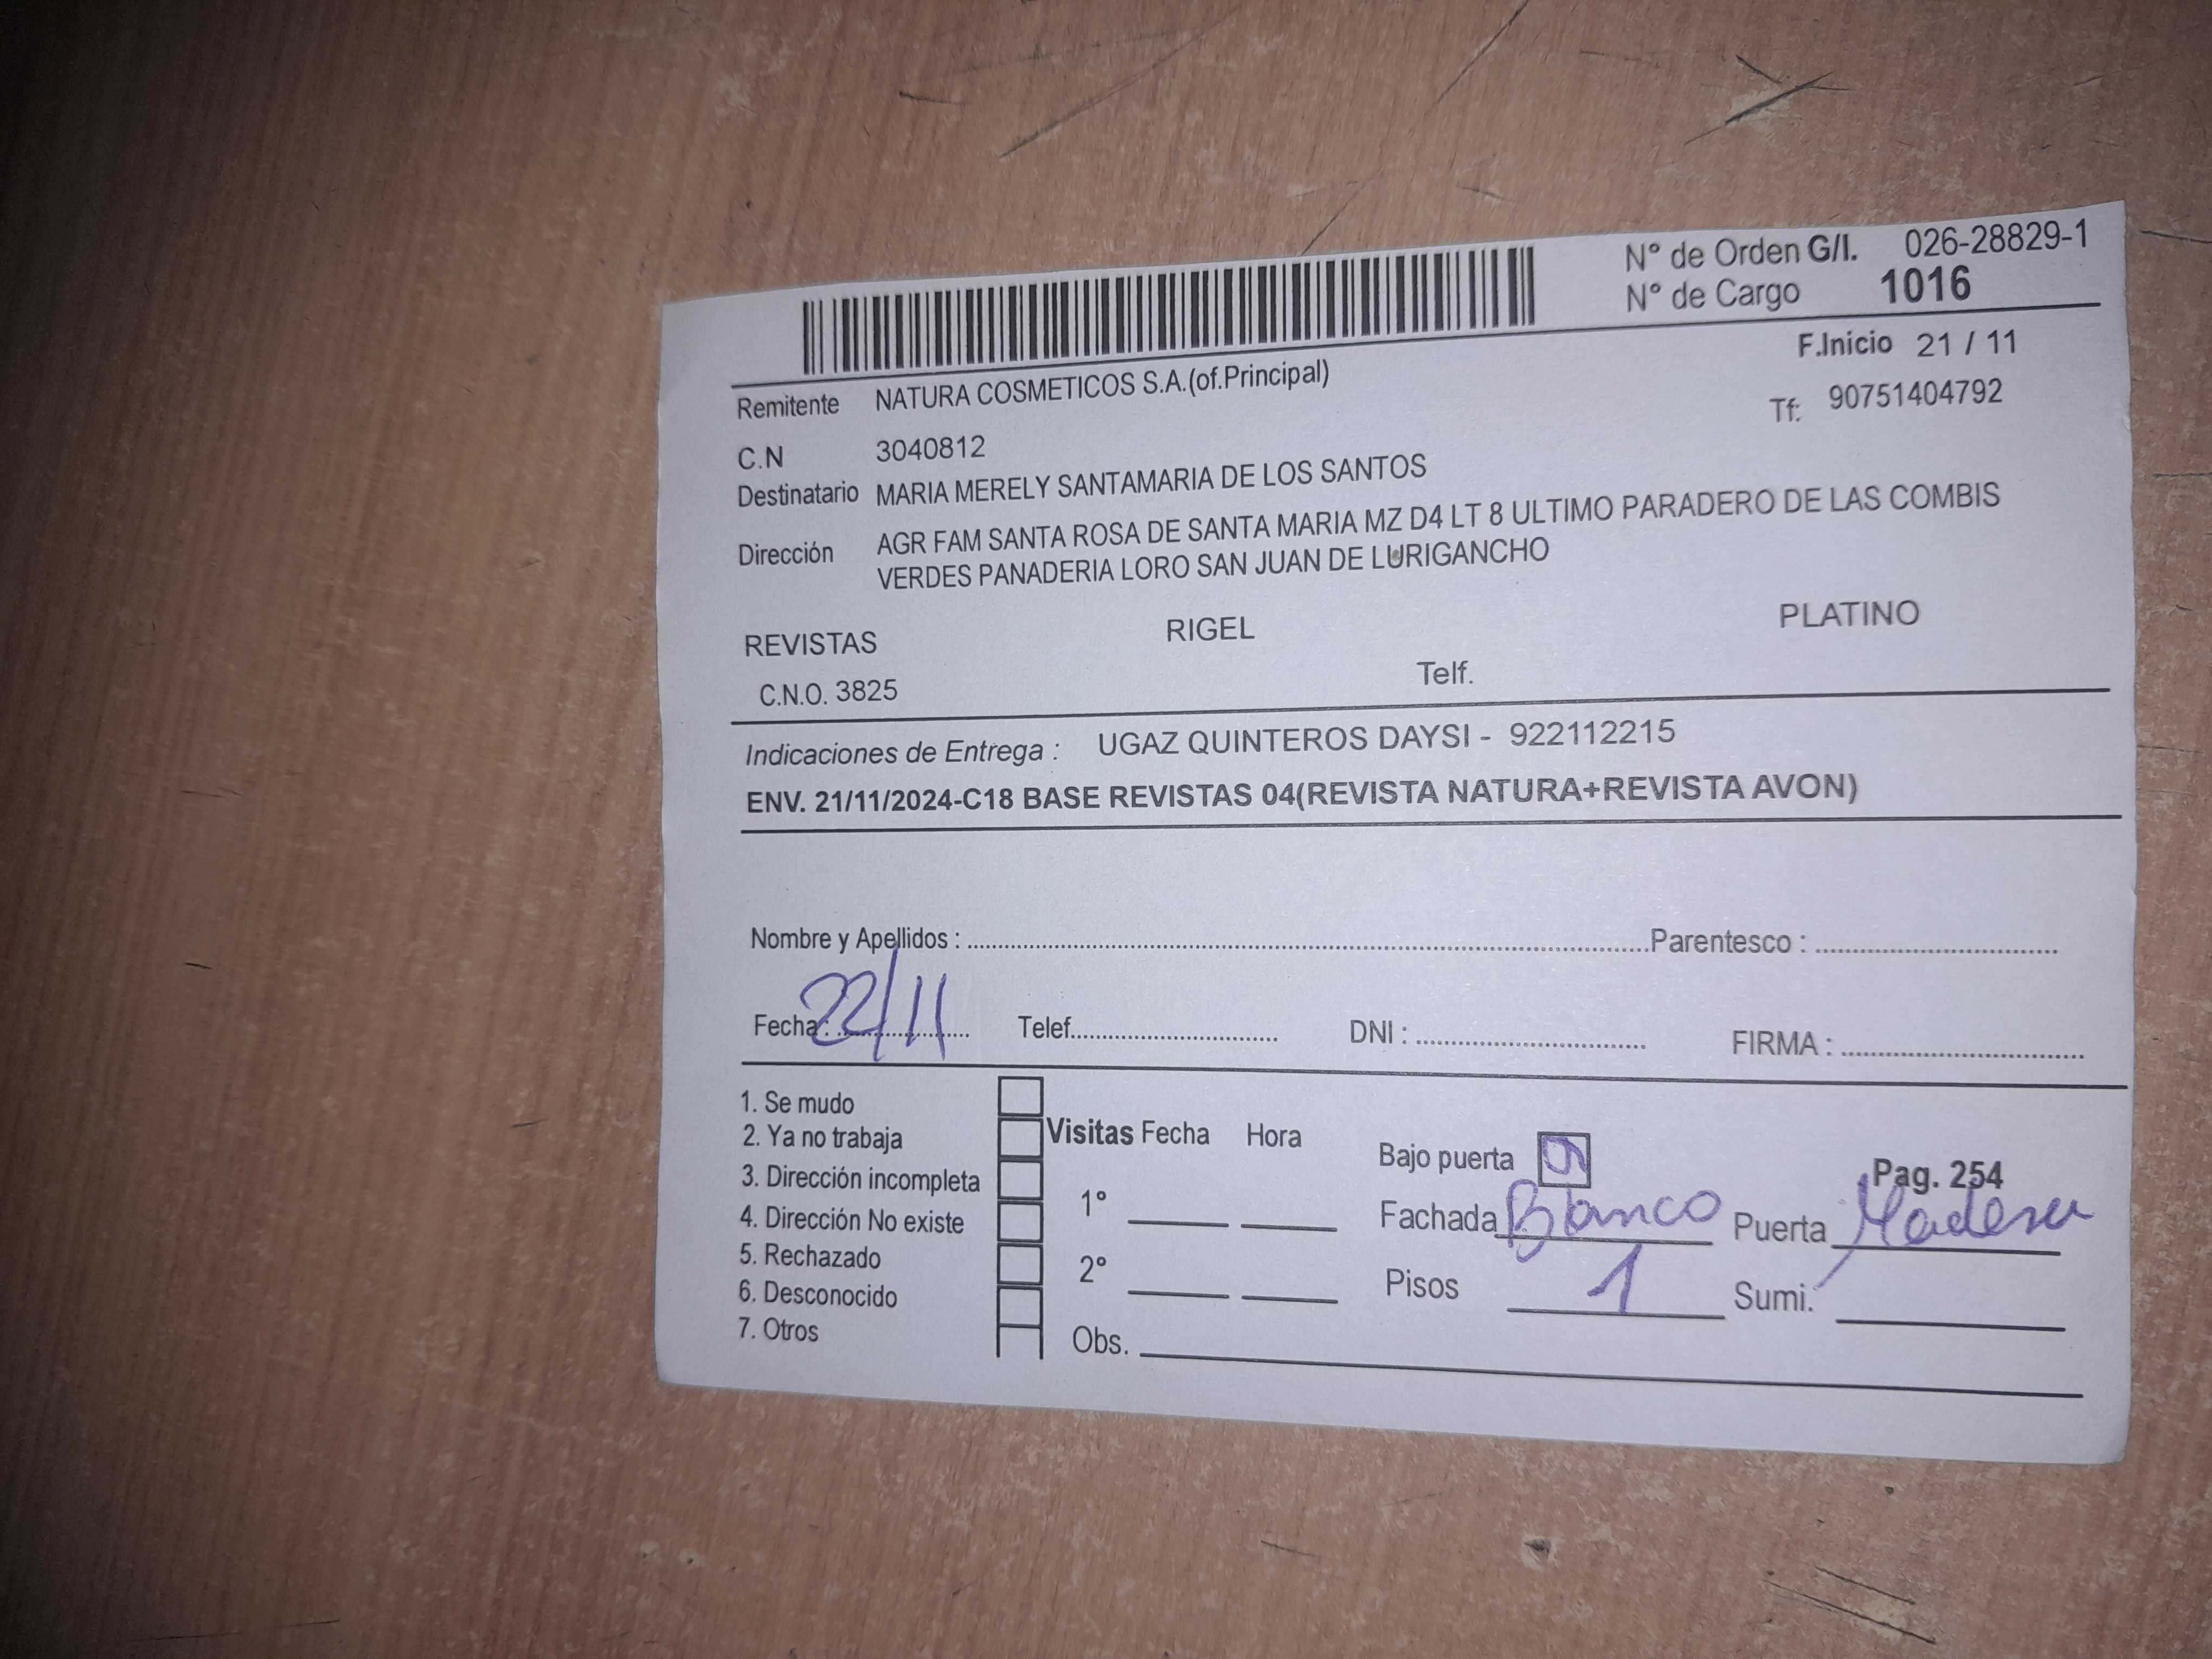 N° de Orden G/I. 026-28829-1
N° de Cargo 1016
F.Inicio 21 / 11
Remitente NATURA COSMETICOS S.A.(of.Principal)
Tf: 90751404792
C.N 3040812
Destinatario MARIA MERELY SANTAMARIA DE LOS SANTOS
Dirección AGR FAM SANTA ROSA DE SANTA MARIA MZ D4 LT 8 ULTIMO PARADERO DE LAS COMBIS
VERDES PANADERIA LORO SAN JUAN DE LURIGANCHO
REVISTAS RIGEL PLATINO
C.N.O. 3825 Telf.
Indicaciones de Entrega : UGAZ QUINTEROS DAYSI - 922112215
ENV. 21/11/2024-C18 BASE REVISTAS 04(REVISTA NATURA+REVISTA AVON)
Nombre y Apellidos : Parentesco :
Fecha: 22/11 Telef. DNI : FIRMA :
1. Se mudo
2. Ya no trabaja
3. Dirección incompleta
4. Dirección No existe
5. Rechazado
6. Desconocido
7. Otros
Visitas Fecha Hora
1°
2°
Obs.
Bajo puerta
Pag. 254
Fachada Blanco Puerta Madera
Pisos 1 Sumi.